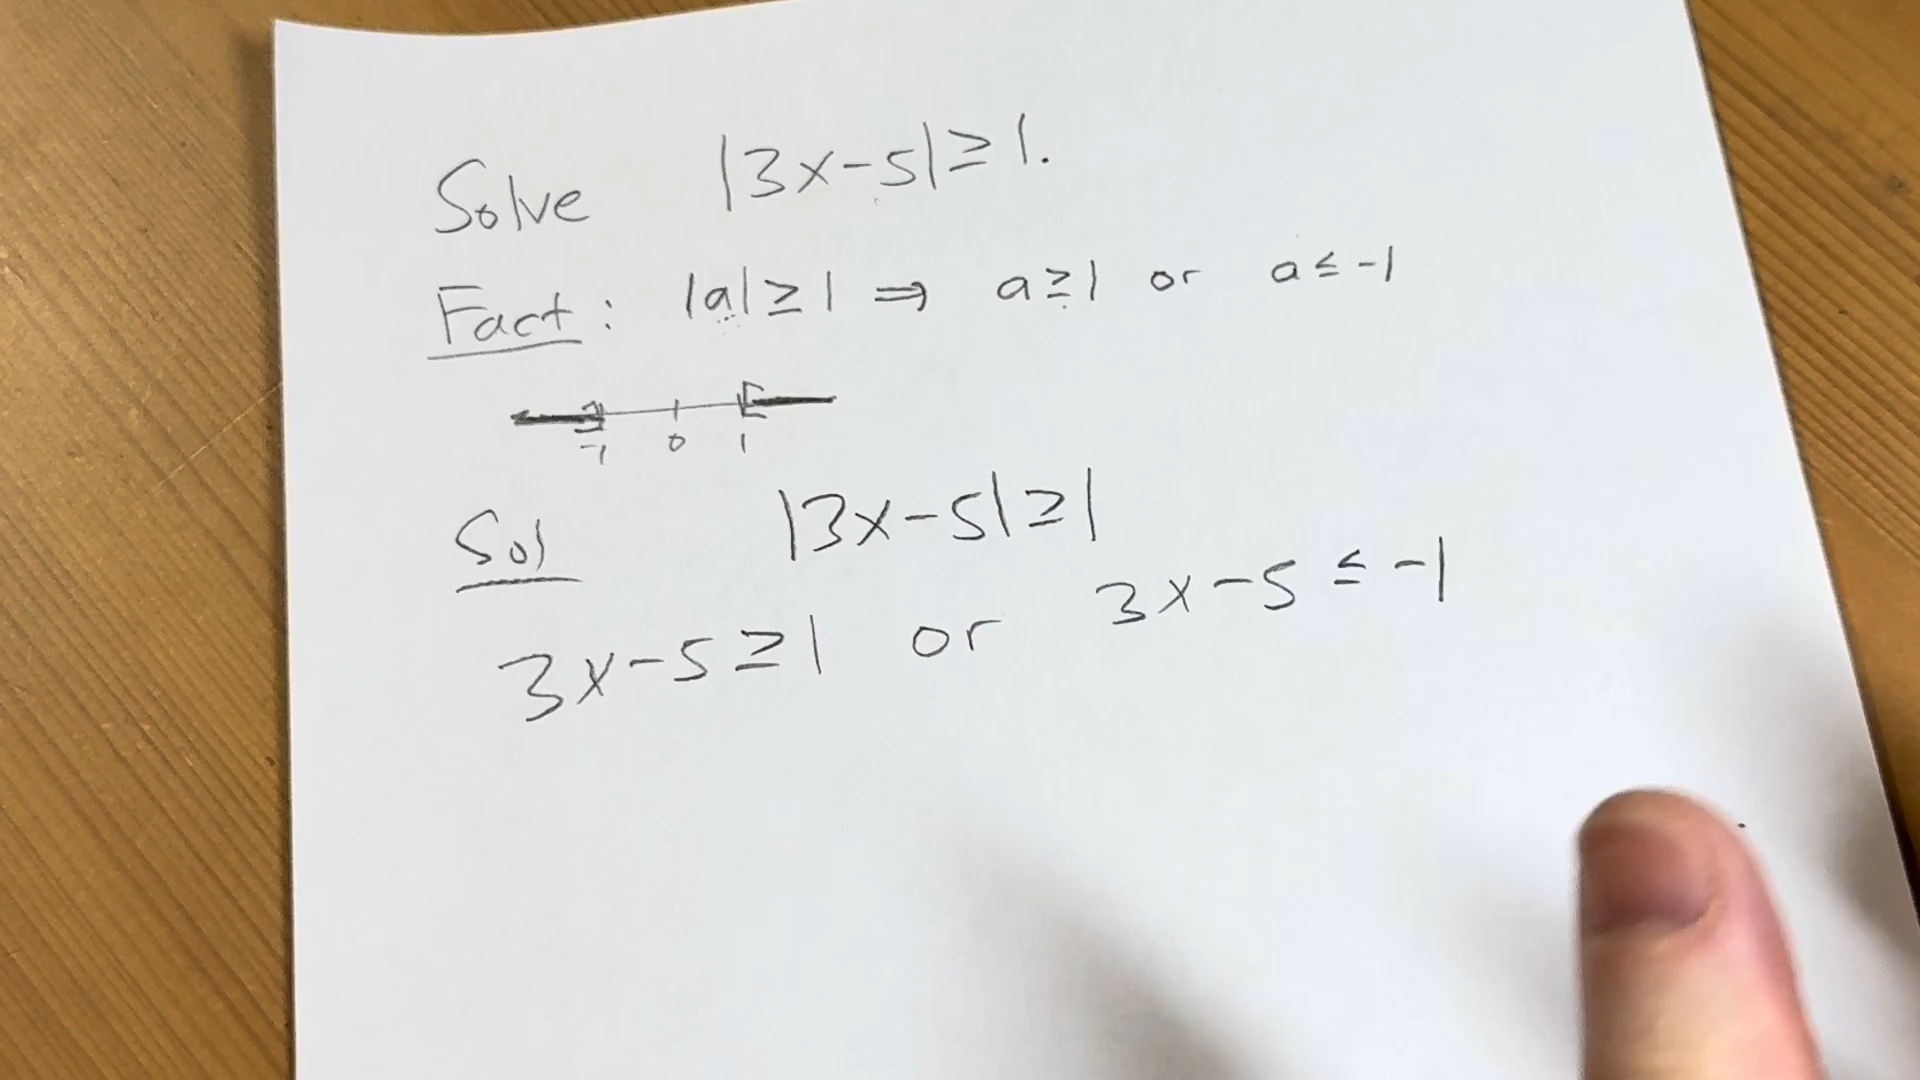 Solve |3x-5|≥1.
Fact: |a|≥1 ⇒ a≥1 or a≤-1
-1 0 1
Sol |3x-5|≥1
3x-5≥1 or 3x-5≤-1